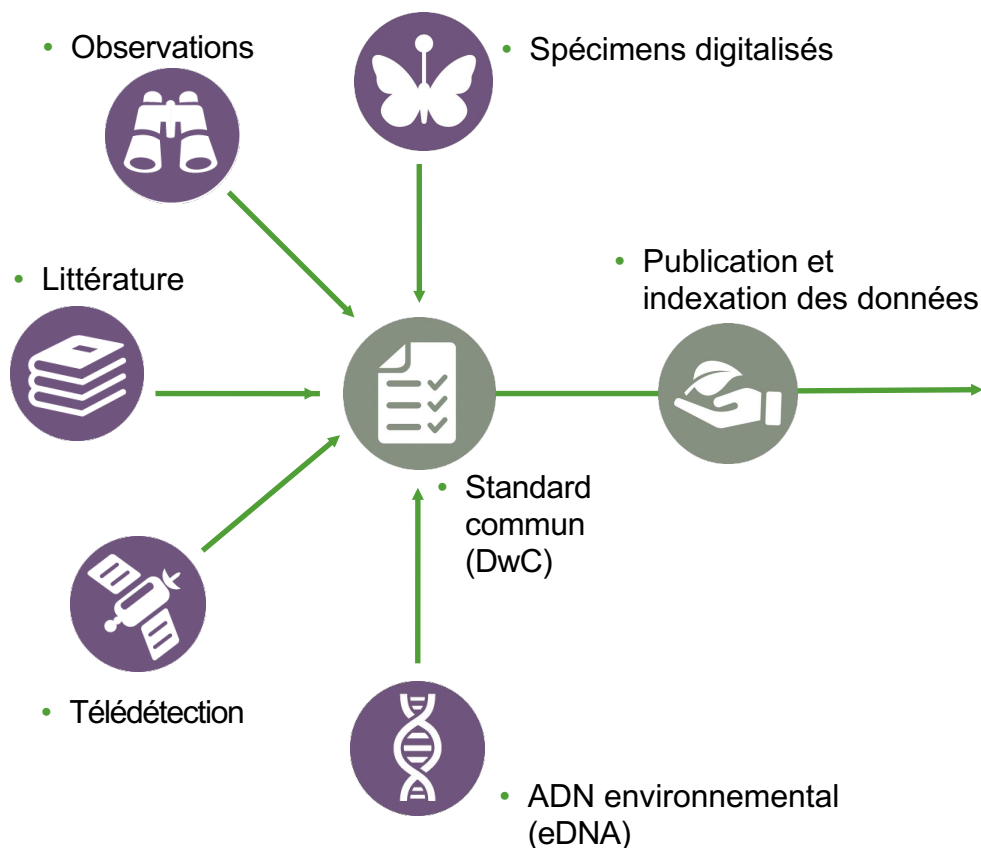 • Observations
• Spécimens digitalisés
• Littérature
• Publication et
indexation des données
• Standard
commun
(DwC)
• Télédétection
• ADN environnemental
(eDNA)